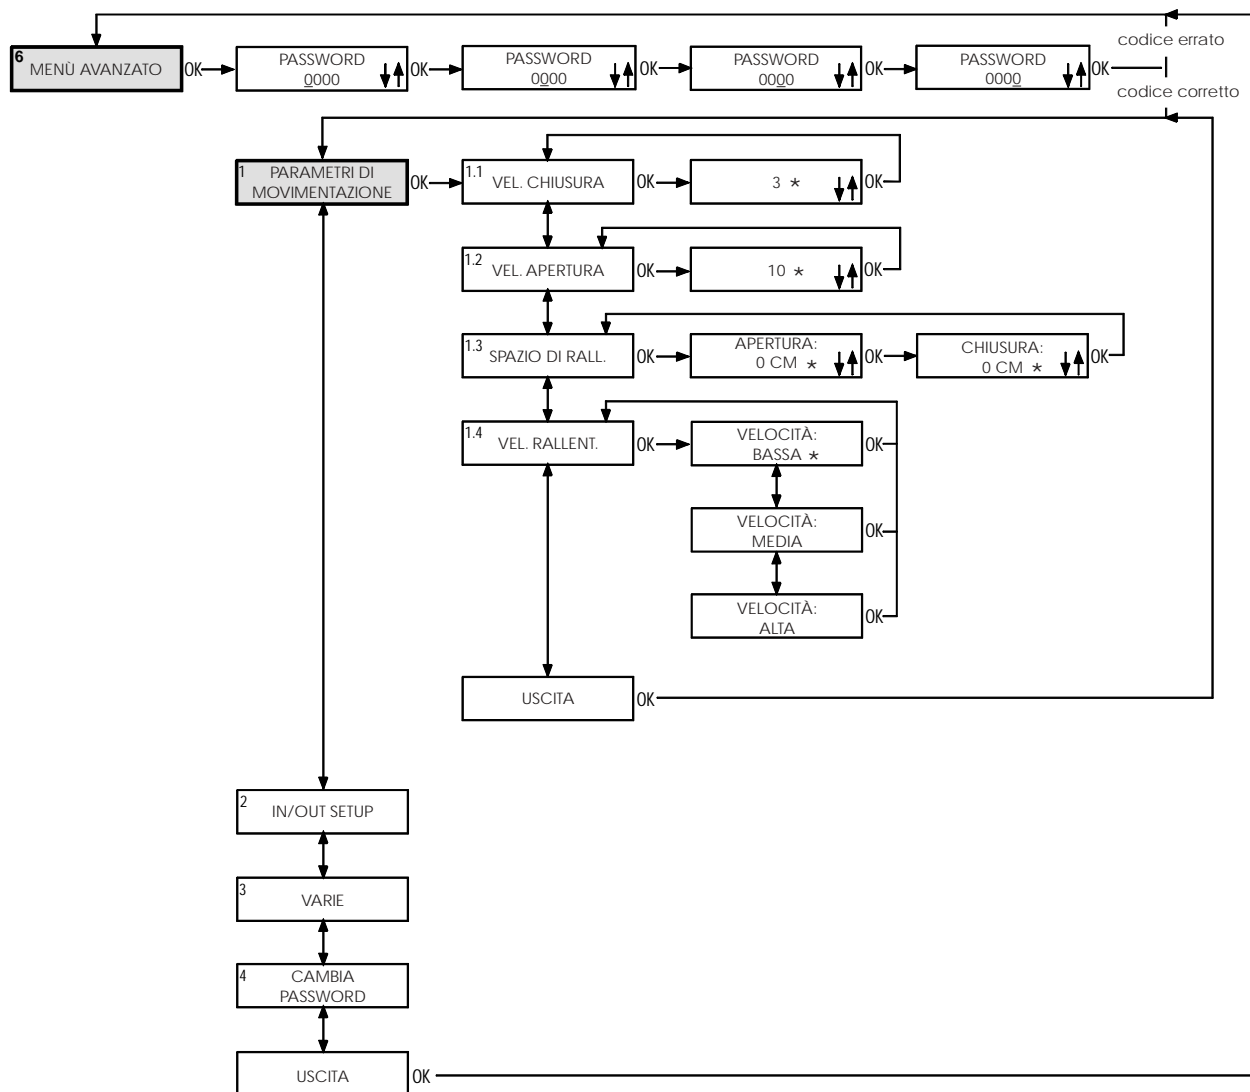 codice errato
6
MENÙ AVANZATO
OK
PASSWORD
0000
OK
PASSWORD
0000
OK
PASSWORD
0000
OK
PASSWORD
0000
OK
codice corretto
1
PARAMETRI DI
MOVIMENTAZIONE
OK
1.1
VEL. CHIUSURA
OK
3 *
OK
1.2
VEL. APERTURA
OK
10 *
OK
1.3
SPAZIO DI RALL.
OK
APERTURA:
0 CM *
OK
CHIUSURA:
0 CM *
OK
1.4
VEL. RALLENT.
OK
VELOCITÀ:
BASSA *
OK
VELOCITÀ:
MEDIA
OK
VELOCITÀ:
ALTA
OK
USCITA
OK
2
IN/OUT SETUP
3
VARIE
4
CAMBIA
PASSWORD
USCITA
OK